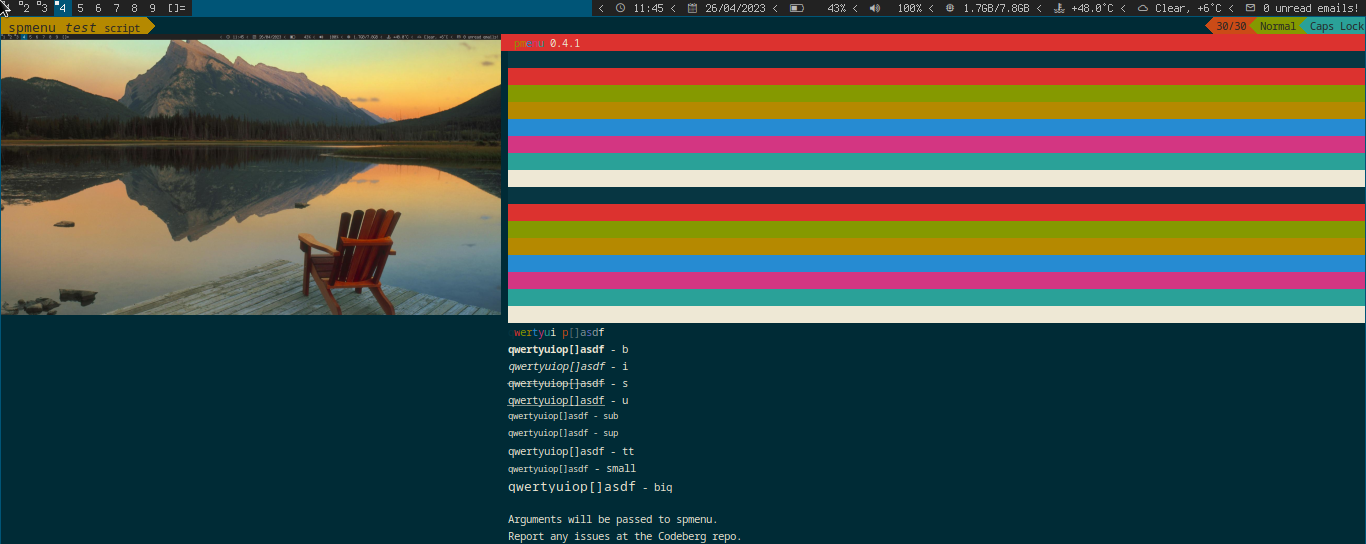 1 2 3 4 5 6 7 8 9 []= < 11:45 < 26/04/2023 < 43% < 100% < 1.7GB/7.8GB < +48.0°C < Clear, +6°C < 0 unread emails!
spmenu test script 30/30 Normal Caps Lock
pmenu 0.4.1
wertyui p[]asdf
qwertyuiop[]asdf - b
qwertyuiop[]asdf - i
qwertyuiop[]asdf - s
qwertyuiop[]asdf - u
qwertyuiop[]asdf - sub
qwertyuiop[]asdf - sup
qwertyuiop[]asdf - tt
qwertyuiop[]asdf - small
qwertyuiop[]asdf - big
Arguments will be passed to spmenu.
Report any issues at the Codeberg repo.